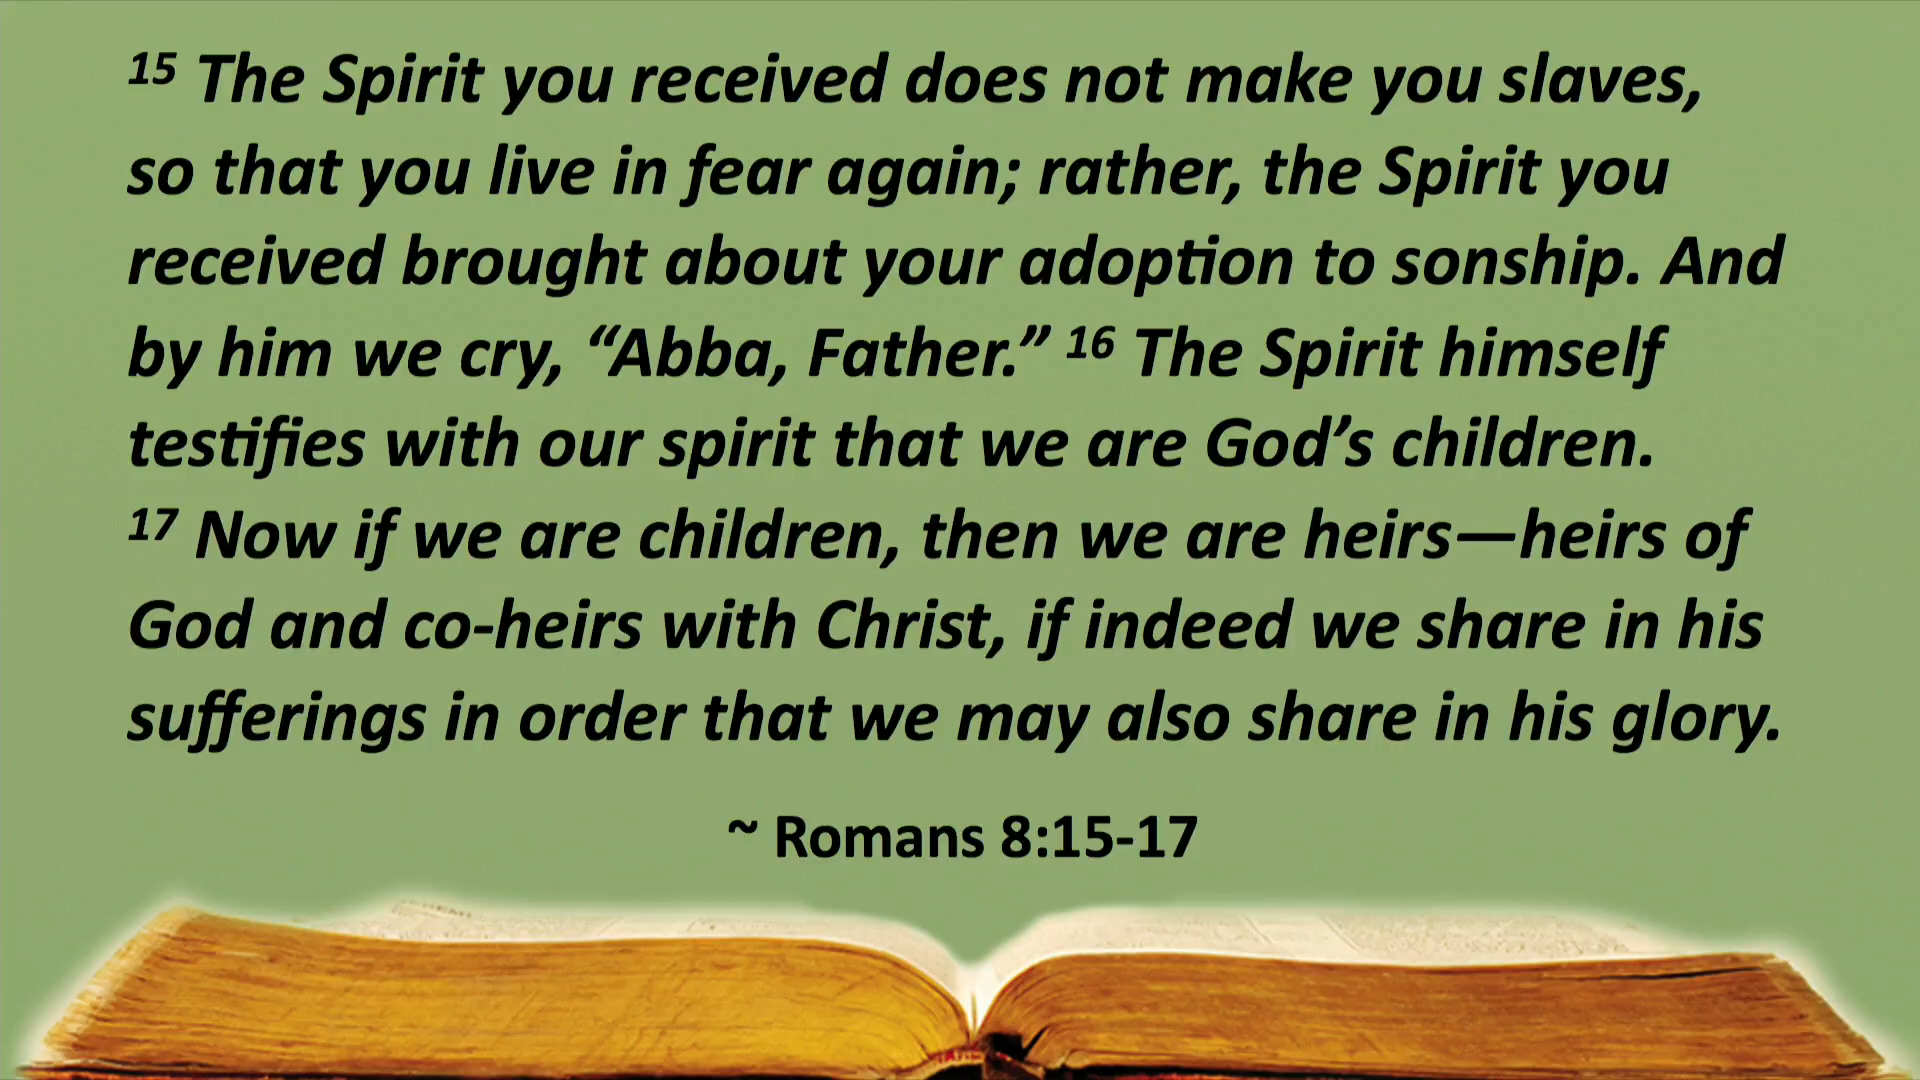 15 The Spirit you received does not make you slaves,
so that you live in fear again; rather, the Spirit you
received brought about your adoption to sonship. And
by him we cry, “Abba, Father.” 16 The Spirit himself
testifies with our spirit that we are God’s children.
17 Now if we are children, then we are heirs—heirs of
God and co-heirs with Christ, if indeed we share in his
sufferings in order that we may also share in his glory.
~ Romans 8:15-17